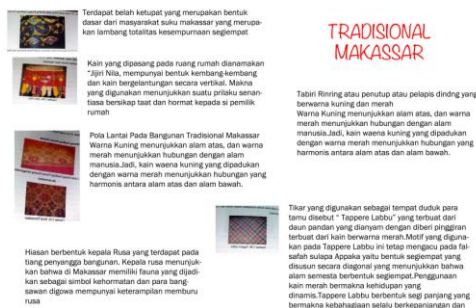 Terdapat belah ketupat yang merupakan bentuk
dasar dari masyarakat suku makassar yang merupa-
kan lambang totalitas kesempurnaan segiempat
TRADISIONAL
MAKASSAR
Kain yang dipasang pada ruang rumah dianamakan
"Jijiri Nila, mempunyai bentuk kembang-kembang
dan kain bergelantungan secara vertikal. Makna
yang digunakan menunjukkan suatu prilaku senan-
tiasa bersikap taat dan hormat kepada si pemilik
rumah
Tabiri Rinring atau penutup atau pelapis dindng yang
berwarna kuning dan merah
Warna Kuning menunjukkan alam atas, dan warna
merah menunjukkan hubungan dengan alam
manusia.Jadi, kain waena kuning yang dipadukan
dengan warna merah menunjukkan hubungan yang
harmonis antara alam atas dan alam bawah.
Pola Lantai Pada Bangunan Tradisional Makassar
Warna Kuning menunjukkan alam atas, dan warna
merah menunjukkan hubungan dengan alam
manusia.Jadi, kain waena kuning yang dipadukan
dengan warna merah menunjukkan hubungan yang
harmonis antara alam atas dan alam bawah.
Tikar yang digunakan sebagai tempat duduk para
tamu disebut " Tappere Labbu" yang terbuat dari
daun pandan yang dianyam dengan diberi pinggiran
terbuat dari kain berwarna merah.Motif yang diguna-
kan pada Tappere Labbu ini tetap mengacu pada fal-
safah sulapa Appaka yaitu bentuk segiempat yang
disusun secara diagonal yang menunjukkan bahwa
alam semesta berbentuk segiempat.Penggunaan
kain merah bermakna kehidupan yang
dinamis.Tappere Labbu berbentuk segi panjang yang
bermakna kebahagiaan selalu berkepanjangan dan
Hiasan berbentuk kepala Rusa yang terdapat pada
tiang penyangga bangunan. Kepala rusa menunjuk-
kan bahwa di Makassar memiliki fauna yang dijadi-
kan sebagai simbol kehormatan dan para bang-
sawan digowa mempunyai keterampilan memburu
rusa